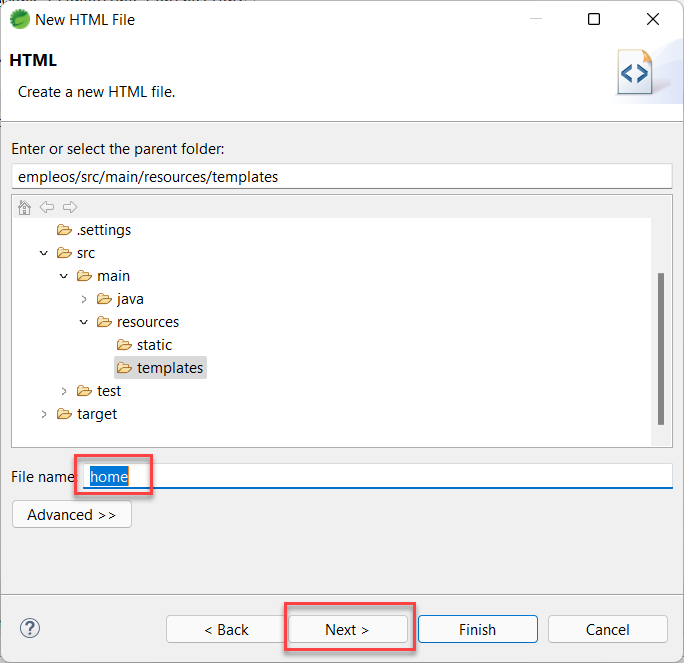 New HTML File
HTML
Create a new HTML file.
Enter or select the parent folder:
empleos/src/main/resources/templates
.settings
src
main
java
resources
static
templates
test
target
File name:
home
Advanced >>
< Back
Next >
Finish
Cancel